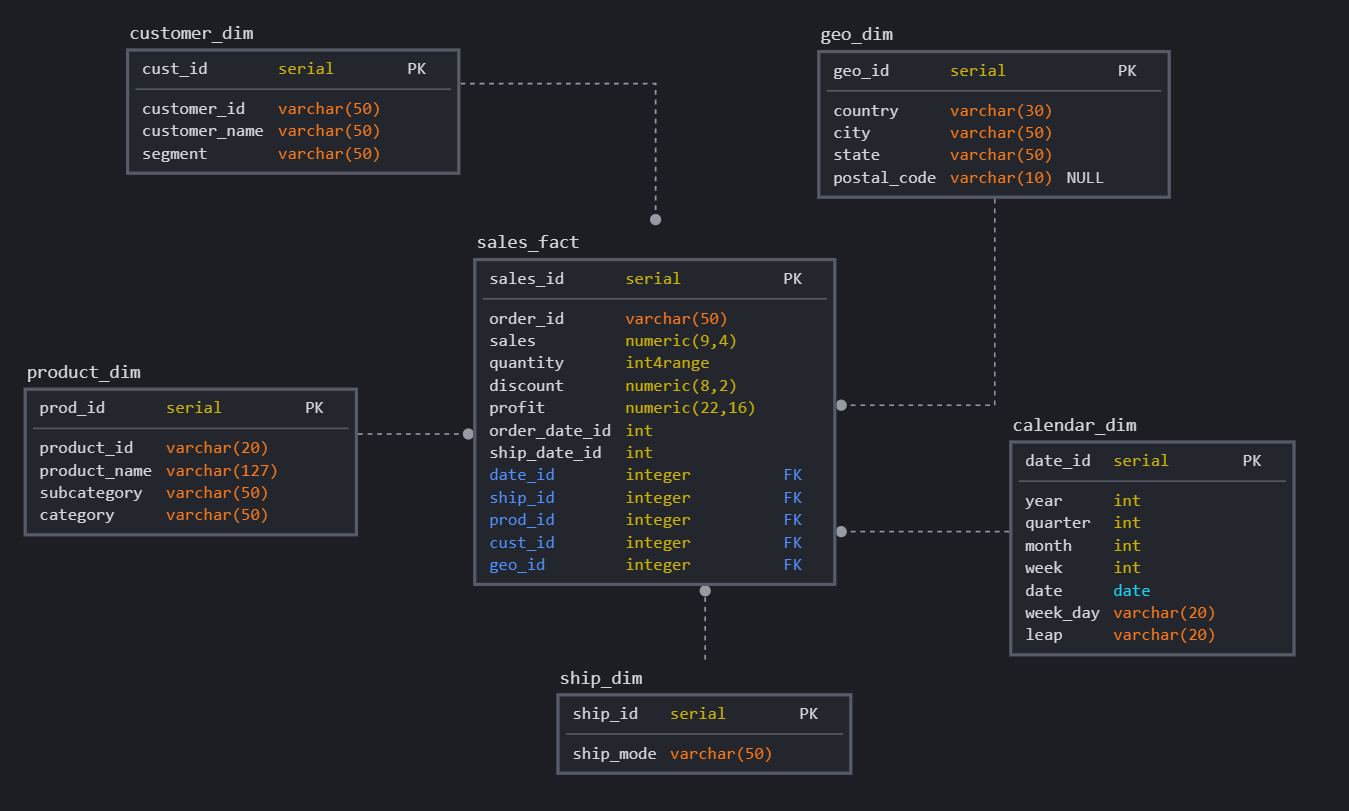 customer_dim
cust_id serial PK
customer_id varchar(50)
customer_name varchar(50)
segment varchar(50)
geo_dim
geo_id serial PK
country varchar(30)
city varchar(50)
state varchar(50)
postal_code varchar(10) NULL
sales_fact
sales_id serial PK
order_id varchar(50)
sales numeric(9,4)
quantity int4range
discount numeric(8,2)
profit numeric(22,16)
order_date_id int
ship_date_id int
date_id integer FK
ship_id integer FK
prod_id integer FK
cust_id integer FK
geo_id integer FK
product_dim
prod_id serial PK
product_id varchar(20)
product_name varchar(127)
subcategory varchar(50)
category varchar(50)
calendar_dim
date_id serial PK
year int
quarter int
month int
week int
date date
week_day varchar(20)
leap varchar(20)
ship_dim
ship_id serial PK
ship_mode varchar(50)